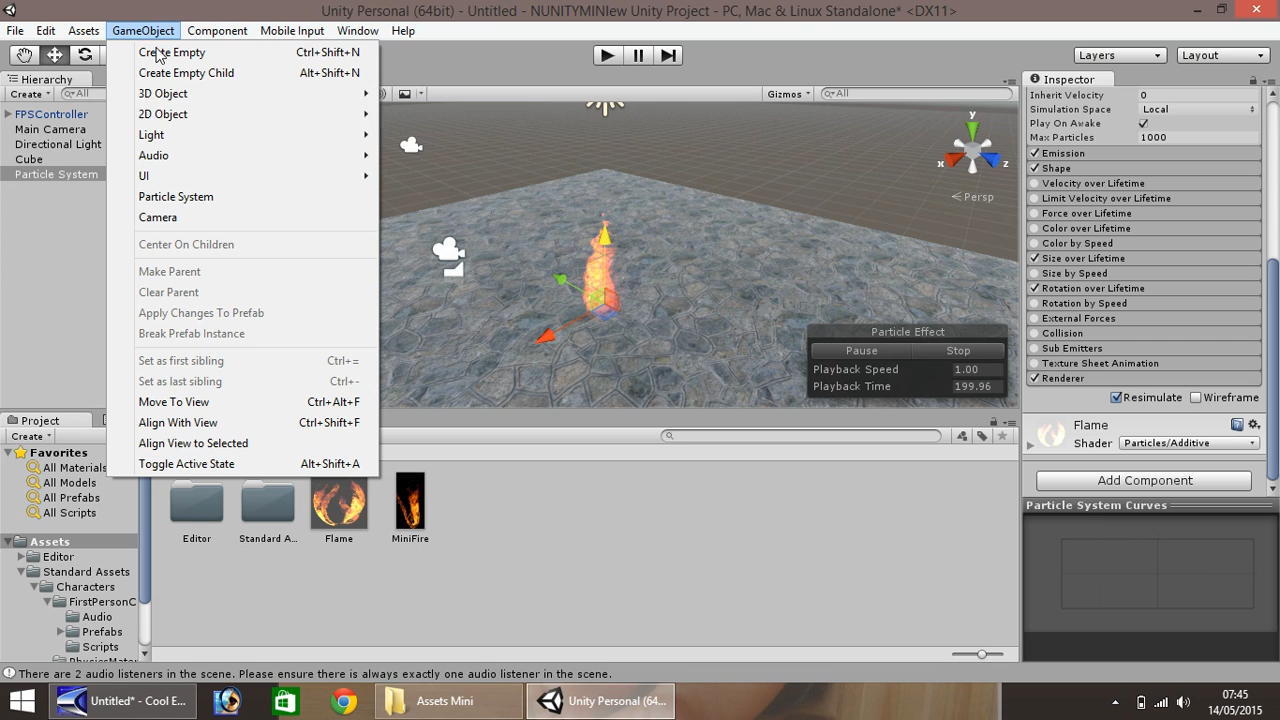 Unity Personal (64bit) - Untitled - NUNITYMINIew Unity Project - PC, Mac & Linux Standalone* <DX11>
File Edit Assets GameObject Component Mobile Input Window Help
Layers Layout
Hierarchy
Create All
FPSController
Main Camera
Directional Light
Cube
Particle System
Create Empty Ctrl+Shift+N
Create Empty Child Alt+Shift+N
3D Object
2D Object
Light
Audio
UI
Particle System
Camera
Center On Children
Make Parent
Clear Parent
Apply Changes To Prefab
Break Prefab Instance
Set as first sibling Ctrl+=
Set as last sibling Ctrl+-
Move To View Ctrl+Alt+F
Align With View Ctrl+Shift+F
Align View to Selected
Toggle Active State Alt+Shift+A
Gizmos All
y
x z
Persp
Particle Effect
Pause Stop
Playback Speed 1.00
Playback Time 199.96
Inspector
Inherit Velocity 0
Simulation Space Local
Play On Awake
Max Particles 1000
Emission
Shape
Velocity over Lifetime
Limit Velocity over Lifetime
Force over Lifetime
Color over Lifetime
Color by Speed
Size over Lifetime
Size by Speed
Rotation over Lifetime
Rotation by Speed
External Forces
Collision
Sub Emitters
Texture Sheet Animation
Renderer
Resimulate Wireframe
Flame
Shader Particles/Additive
Add Component
Particle System Curves
Project
Create
Favorites
All Materials
All Models
All Prefabs
All Scripts
Assets
Editor
Standard Assets
Characters
FirstPersonC
Audio
Prefabs
Scripts
Editor Standard A... Flame MiniFire
There are 2 audio listeners in the scene. Please ensure there is always exactly one audio listener in the scene.
Untitled* - Cool E... Assets Mini Unity Personal (64...
07:45
14/05/2015